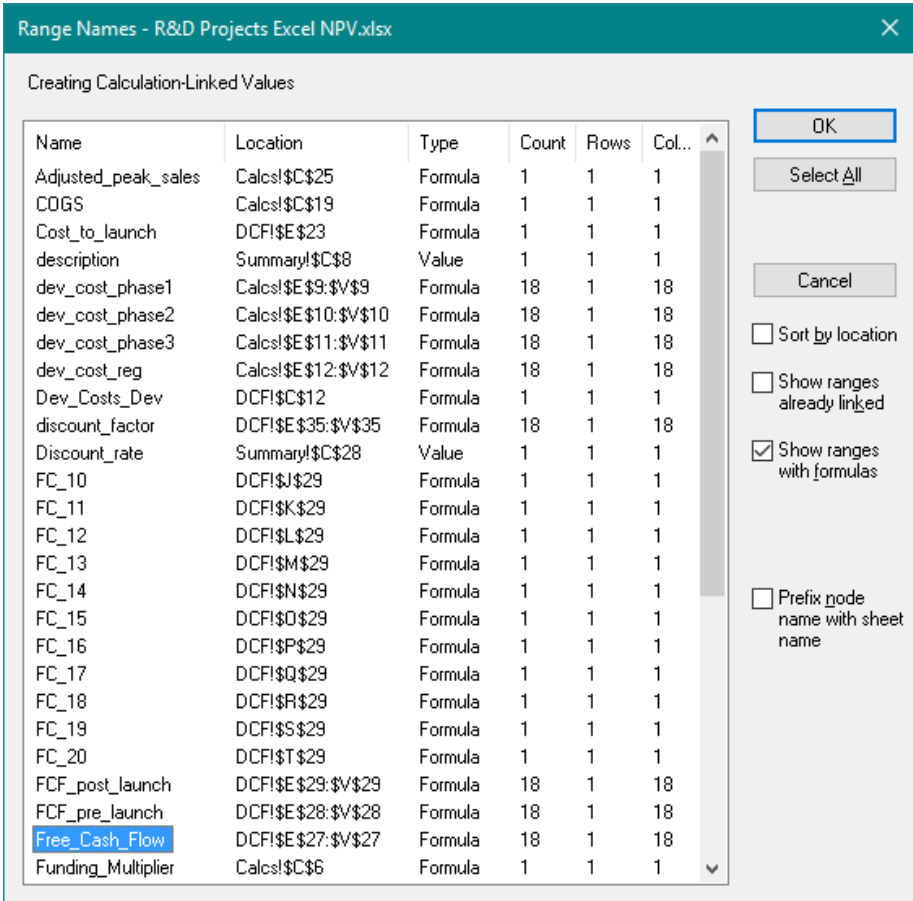 Range Names - R&D Projects Excel NPV.xlsx
Creating Calculation-Linked Values
Name Location Type Count Rows Col...
Adjusted_peak_sales Calcs!$C$25 Formula 1 1 1
COGS Calcs!$C$19 Formula 1 1 1
Cost_to_launch DCF!$E$23 Formula 1 1 1
description Summary!$C$8 Value 1 1 1
dev_cost_phase1 Calcs!$E$9:$V$9 Formula 18 1 18
dev_cost_phase2 Calcs!$E$10:$V$10 Formula 18 1 18
dev_cost_phase3 Calcs!$E$11:$V$11 Formula 18 1 18
dev_cost_reg Calcs!$E$12:$V$12 Formula 18 1 18
Dev_Costs_Dev DCF!$C$12 Formula 1 1 1
discount_factor DCF!$E$35:$V$35 Formula 18 1 18
Discount_rate Summary!$C$28 Value 1 1 1
FC_10 DCF!$J$29 Formula 1 1 1
FC_11 DCF!$K$29 Formula 1 1 1
FC_12 DCF!$L$29 Formula 1 1 1
FC_13 DCF!$M$29 Formula 1 1 1
FC_14 DCF!$N$29 Formula 1 1 1
FC_15 DCF!$O$29 Formula 1 1 1
FC_16 DCF!$P$29 Formula 1 1 1
FC_17 DCF!$Q$29 Formula 1 1 1
FC_18 DCF!$R$29 Formula 1 1 1
FC_19 DCF!$S$29 Formula 1 1 1
FC_20 DCF!$T$29 Formula 1 1 1
FCF_post_launch DCF!$E$29:$V$29 Formula 18 1 18
FCF_pre_launch DCF!$E$28:$V$28 Formula 18 1 18
Free_Cash_Flow DCF!$E$27:$V$27 Formula 18 1 18
Funding_Multiplier Calcs!$C$6 Formula 1 1 1
OK
Select All
Cancel
Sort by location
Show ranges
already linked
Show ranges
with formulas
Prefix node
name with sheet
name